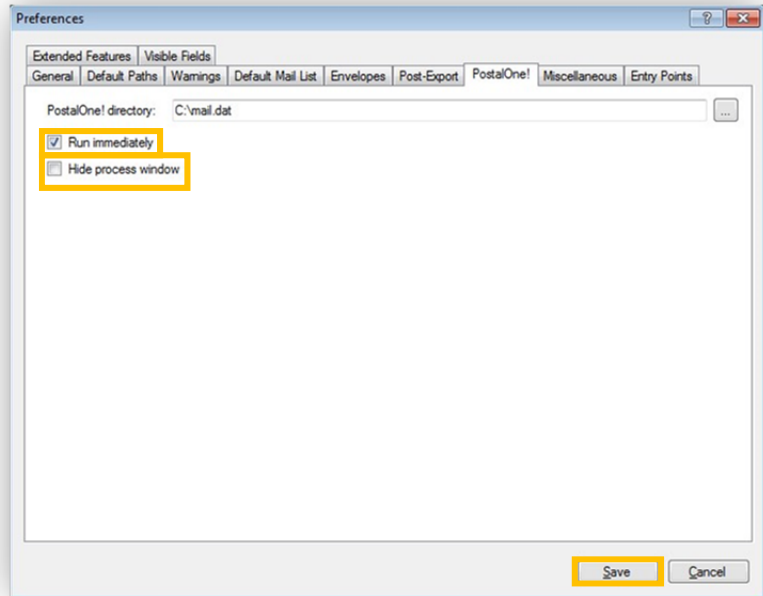 Preferences
Extended Features Visible Fields
General Default Paths Warnings Default Mail List Envelopes Post-Export PostalOne! Miscellaneous Entry Points
PostalOne! directory: C:\mail.dat ...
Run immediately
Hide process window
Save Cancel